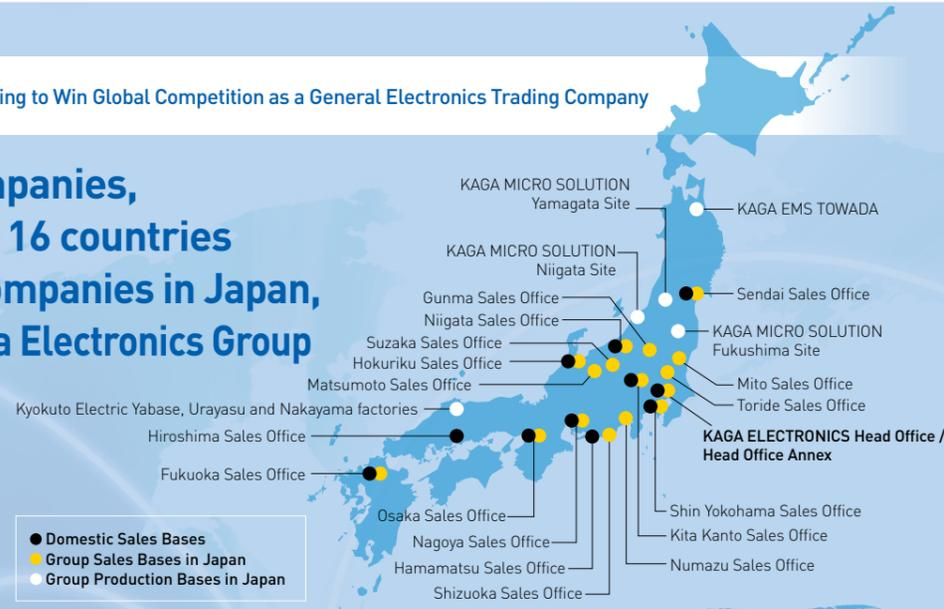 ing to Win Global Competition as a General Electronics Trading Company
mpanies,
16 countries
ompanies in Japan,
a Electronics Group
KAGA MICRO SOLUTION
Yamagata Site
KAGA EMS TOWADA
KAGA MICRO SOLUTION
Niigata Site
Gunma Sales Office
Sendai Sales Office
Niigata Sales Office
KAGA MICRO SOLUTION
Fukushima Site
Suzaka Sales Office
Hokuriku Sales Office
Matsumoto Sales Office
Mito Sales Office
Toride Sales Office
Kyokuto Electric Yabase, Urayasu and Nakayama factories
Hiroshima Sales Office
KAGA ELECTRONICS Head Office /
Head Office Annex
Fukuoka Sales Office
Osaka Sales Office
Shin Yokohama Sales Office
Nagoya Sales Office
Kita Kanto Sales Office
Hamamatsu Sales Office
Numazu Sales Office
Shizuoka Sales Office
Domestic Sales Bases
Group Sales Bases in Japan
Group Production Bases in Japan